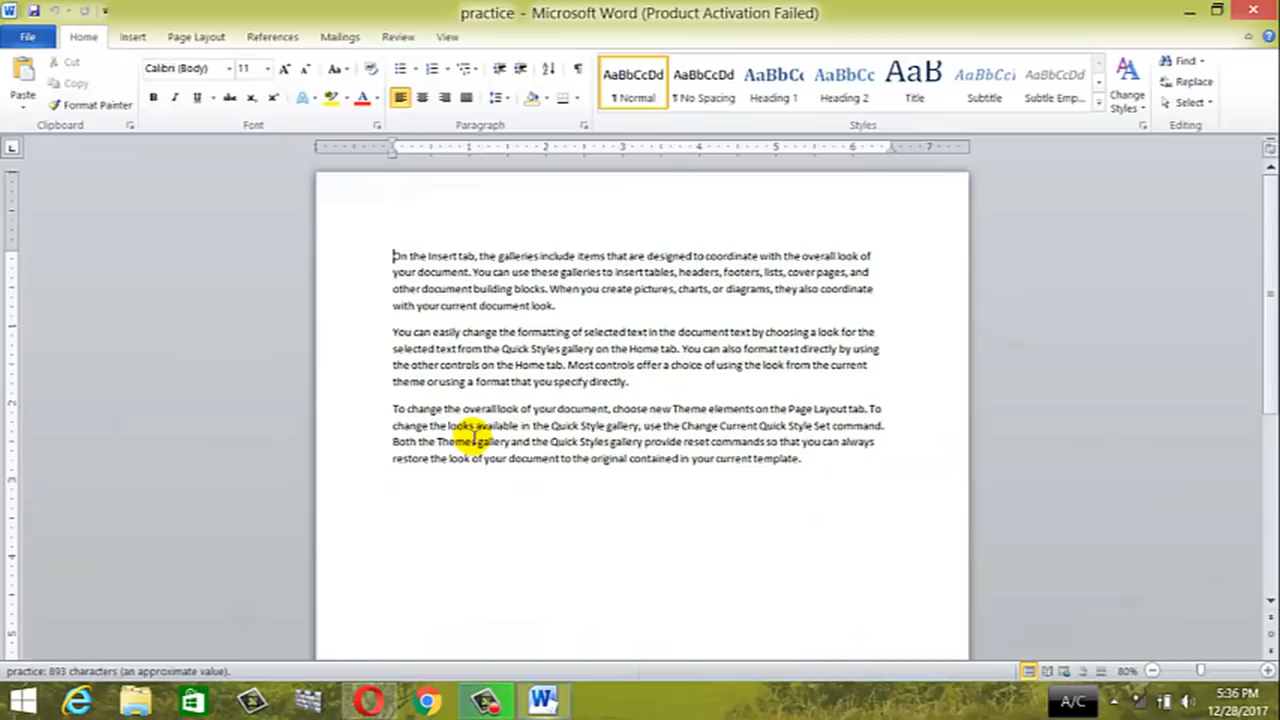 practice - Microsoft Word (Product Activation Failed)
File Home Insert Page Layout References Mailings Review View
Paste
Cut
Copy
Format Painter
Clipboard
Calibri (Body) 11
Font
Paragraph
AaBbCcDd AaBbCcDd AaBbCc AaBbCc AaB AaBbCcI AaBbCcDd
¶ Normal ¶ No Spacing Heading 1 Heading 2 Title Subtitle Subtle Emp...
Change Styles
Styles
Find
Replace
Select
Editing
1 2 3 4 5 6 7
On the Insert tab, the galleries include items that are designed to coordinate with the overall look of
your document. You can use these galleries to insert tables, headers, footers, lists, cover pages, and
other document building blocks. When you create pictures, charts, or diagrams, they also coordinate
with your current document look.
You can easily change the formatting of selected text in the document text by choosing a look for the
selected text from the Quick Styles gallery on the Home tab. You can also format text directly by using
the other controls on the Home tab. Most controls offer a choice of using the look from the current
theme or using a format that you specify directly.
To change the overall look of your document, choose new Theme elements on the Page Layout tab. To
change the looks available in the Quick Style gallery, use the Change Current Quick Style Set command.
Both the Themes gallery and the Quick Styles gallery provide reset commands so that you can always
restore the look of your document to the original contained in your current template.
practice: 893 characters (an approximate value).
80%
A/C
5:36 PM
12/28/2017